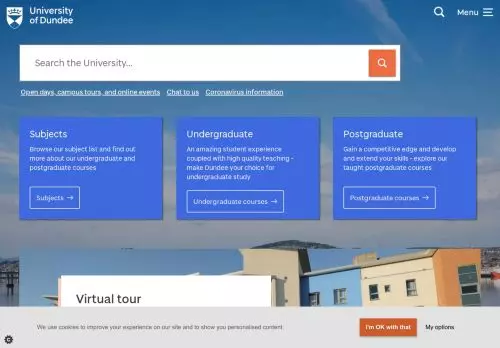 University
of Dundee
Menu
Search the University...
Open days, campus tours, and online events
Chat to us
Coronavirus information
Subjects
Browse our subject list and find out
more about our undergraduate and
postgraduate courses
Subjects →
Undergraduate
An amazing student experience
coupled with high quality teaching -
make Dundee your choice for
undergraduate study
Undergraduate courses →
Postgraduate
Gain a competitive edge and develop
and extend your skills - explore our
taught postgraduate courses
Postgraduate courses →
Virtual tour
We use cookies to improve your experience on our site and to show you personalised content.
I'm OK with that
My options